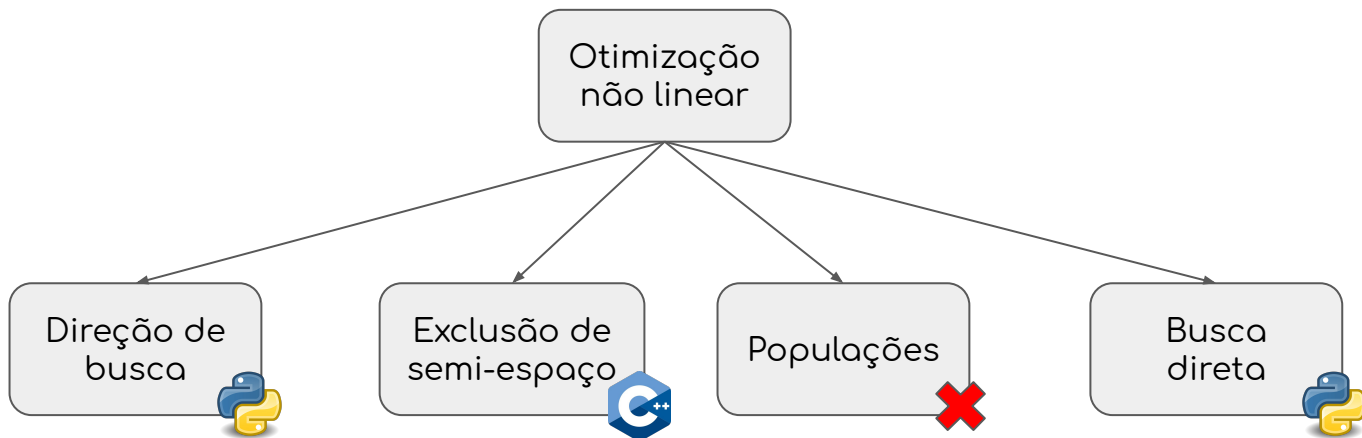 Otimização
não linear
Direção de
busca
Exclusão de
semi-espaço
C++
Populações
Busca
direta